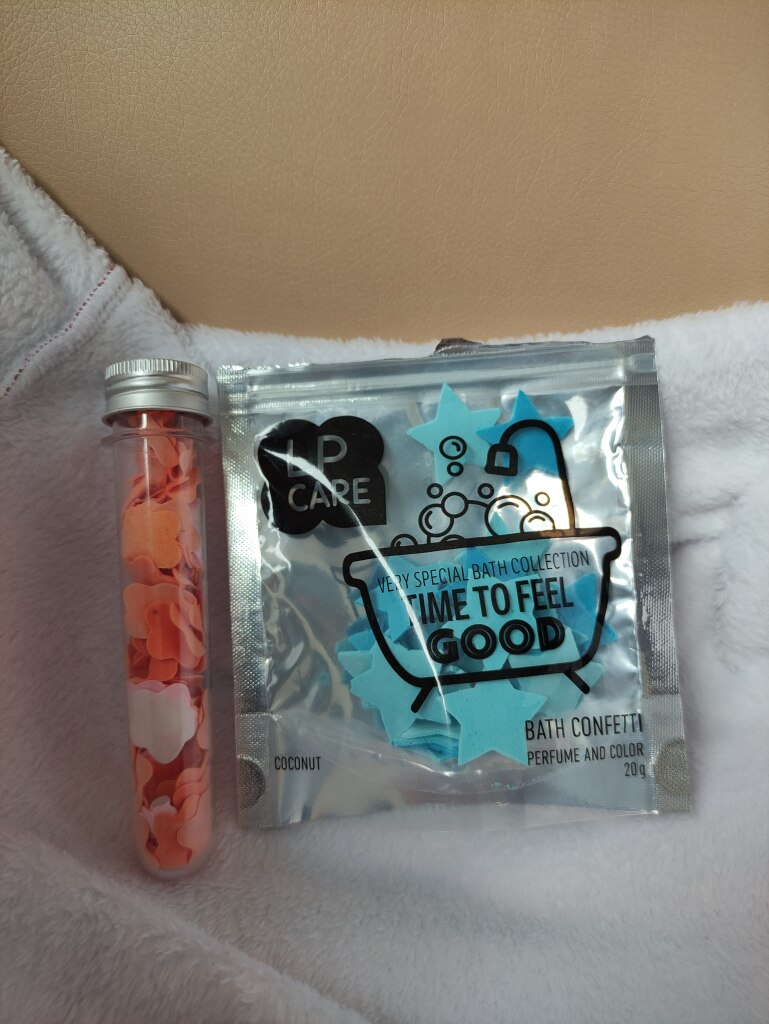 LP
CARE
VERY SPECIAL BATH COLLECTION
TIME TO FEEL
GOOD
BATH CONFETTI
PERFUME AND COLOR
20 g
COCONUT